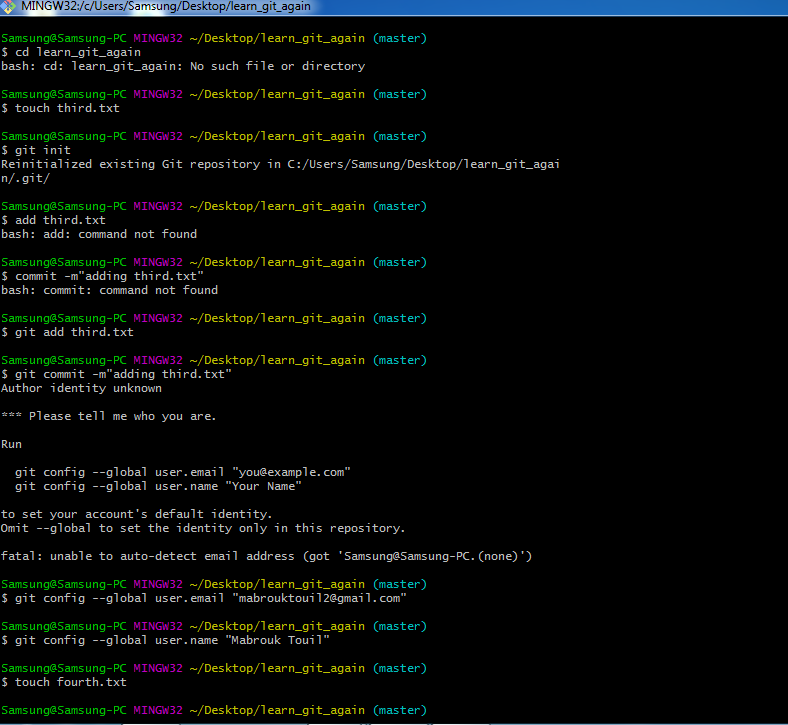 MINGW32:/c/Users/Samsung/Desktop/learn_git_again
Samsung@Samsung-PC MINGW32 ~/Desktop/learn_git_again (master)
$ cd learn_git_again
bash: cd: learn_git_again: No such file or directory
Samsung@Samsung-PC MINGW32 ~/Desktop/learn_git_again (master)
$ touch third.txt
Samsung@Samsung-PC MINGW32 ~/Desktop/learn_git_again (master)
$ git init
Reinitialized existing Git repository in C:/Users/Samsung/Desktop/learn_git_agai
n/.git/
Samsung@Samsung-PC MINGW32 ~/Desktop/learn_git_again (master)
$ add third.txt
bash: add: command not found
Samsung@Samsung-PC MINGW32 ~/Desktop/learn_git_again (master)
$ commit -m"adding third.txt"
bash: commit: command not found
Samsung@Samsung-PC MINGW32 ~/Desktop/learn_git_again (master)
$ git add third.txt
Samsung@Samsung-PC MINGW32 ~/Desktop/learn_git_again (master)
$ git commit -m"adding third.txt"
Author identity unknown
*** Please tell me who you are.
Run
git config --global user.email "you@example.com"
git config --global user.name "Your Name"
to set your account's default identity.
Omit --global to set the identity only in this repository.
fatal: unable to auto-detect email address (got 'Samsung@Samsung-PC.(none)')
Samsung@Samsung-PC MINGW32 ~/Desktop/learn_git_again (master)
$ git config --global user.email "mabrouktouil2@gmail.com"
Samsung@Samsung-PC MINGW32 ~/Desktop/learn_git_again (master)
$ git config --global user.name "Mabrouk Touil"
Samsung@Samsung-PC MINGW32 ~/Desktop/learn_git_again (master)
$ touch fourth.txt
Samsung@Samsung-PC MINGW32 ~/Desktop/learn_git_again (master)